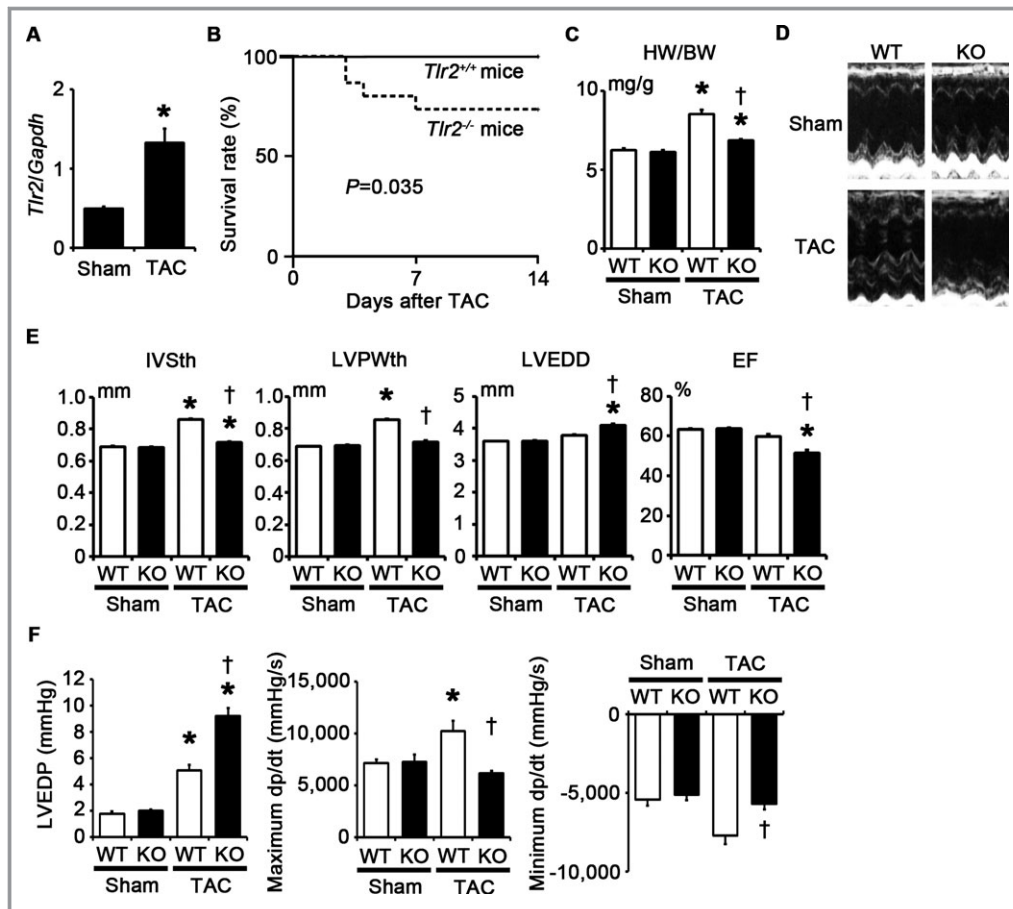 A
Tlr2/Gapdh
2
1
0
*
Sham TAC
B
Survival rate (%)
100
50
0
Tlr2+/+ mice
Tlr2-/- mice
P=0.035
0 7 14
Days after TAC
C
HW/BW
mg/g
10
5
0
*
†
*
WT KO WT KO
Sham TAC
D
WT KO
Sham
TAC
E
IVSth
mm
1.0
0.8
0.6
0.4
0.2
0
*
†
*
WT KO WT KO
Sham TAC
LVPWth
mm
1.0
0.8
0.6
0.4
0.2
0
*
†
WT KO WT KO
Sham TAC
LVEDD
mm
5
4
3
2
1
0
†
*
WT KO WT KO
Sham TAC
EF
%
80
60
40
20
0
†
*
WT KO WT KO
Sham TAC
F
LVEDP (mmHg)
12
10
8
6
4
2
0
*
†
*
WT KO WT KO
Sham TAC
Maximum dp/dt (mmHg/s)
15,000
10,000
5,000
0
*
†
WT KO WT KO
Sham TAC
Minimum dp/dt (mmHg/s)
Sham TAC
WT KO WT KO
0
-5,000
-10,000
†